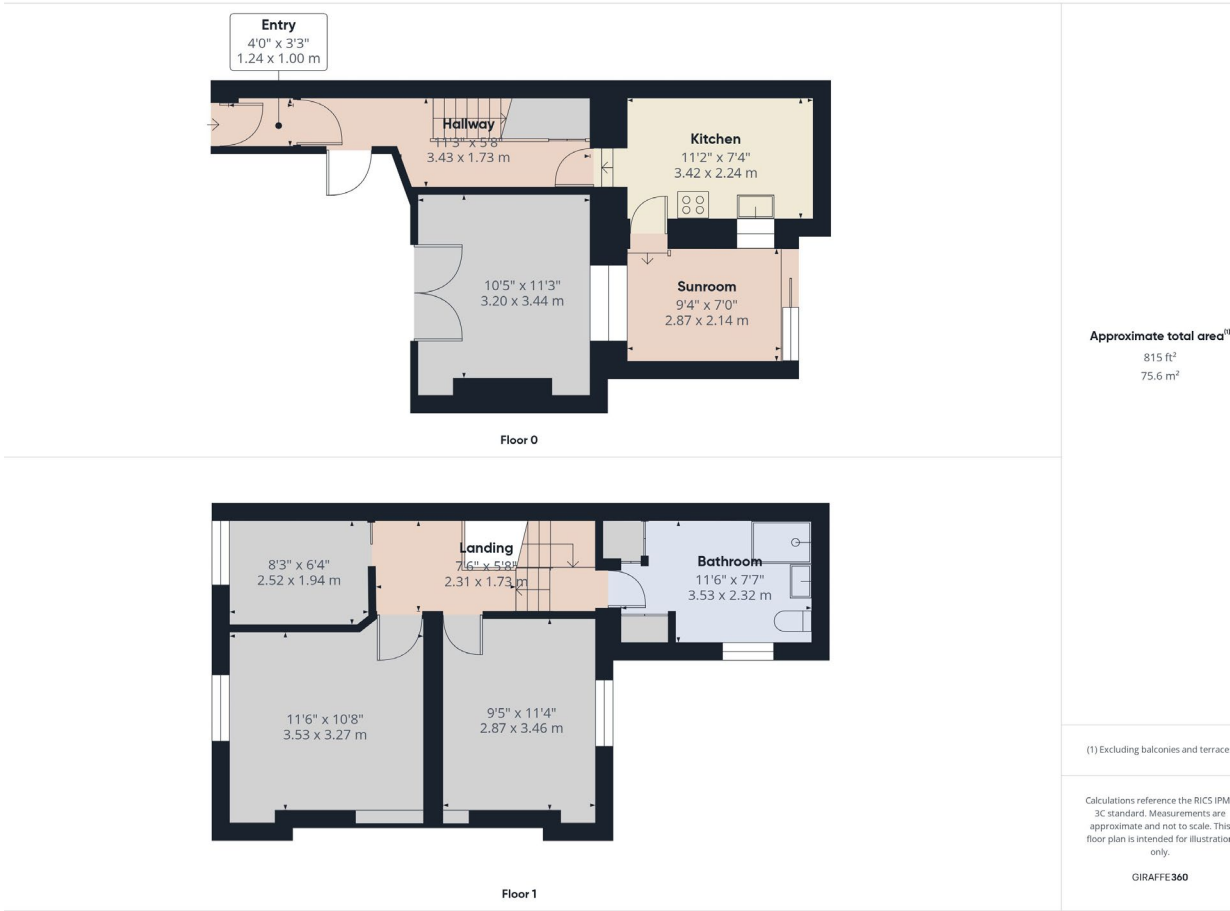 Entry
4'0" x 3'3"
1.24 x 1.00 m
Hallway
11'3" x 5'8"
3.43 x 1.73 m
Kitchen
11'2" x 7'4"
3.42 x 2.24 m
10'5" x 11'3"
3.20 x 3.44 m
Sunroom
9'4" x 7'0"
2.87 x 2.14 m
Floor 0
Approximate total area(1)
815 ft²
75.6 m²
8'3" x 6'4"
2.52 x 1.94 m
Landing
7'6" x 5'8"
2.31 x 1.73 m
Bathroom
11'6" x 7'7"
3.53 x 2.32 m
11'6" x 10'8"
3.53 x 3.27 m
9'5" x 11'4"
2.87 x 3.46 m
Floor 1
(1) Excluding balconies and terrace
Calculations reference the RICS IPM
3C standard. Measurements are
approximate and not to scale. This
floor plan is intended for illustration
only.
GIRAFFE360